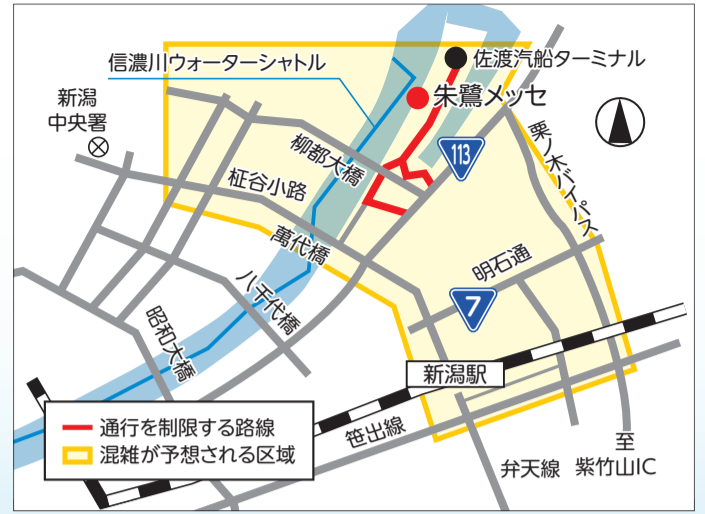 信濃川ウォーターシャトル
佐渡汽船ターミナル
朱鷺メッセ
新潟
中央署
柳都大橋
113
栗ノ木バイパス
柾谷小路
萬代橋
明石通
八千代橋
7
昭和大橋
新潟駅
通行を制限する路線
混雑が予想される区域
笹出線
弁天線
至
紫竹山IC